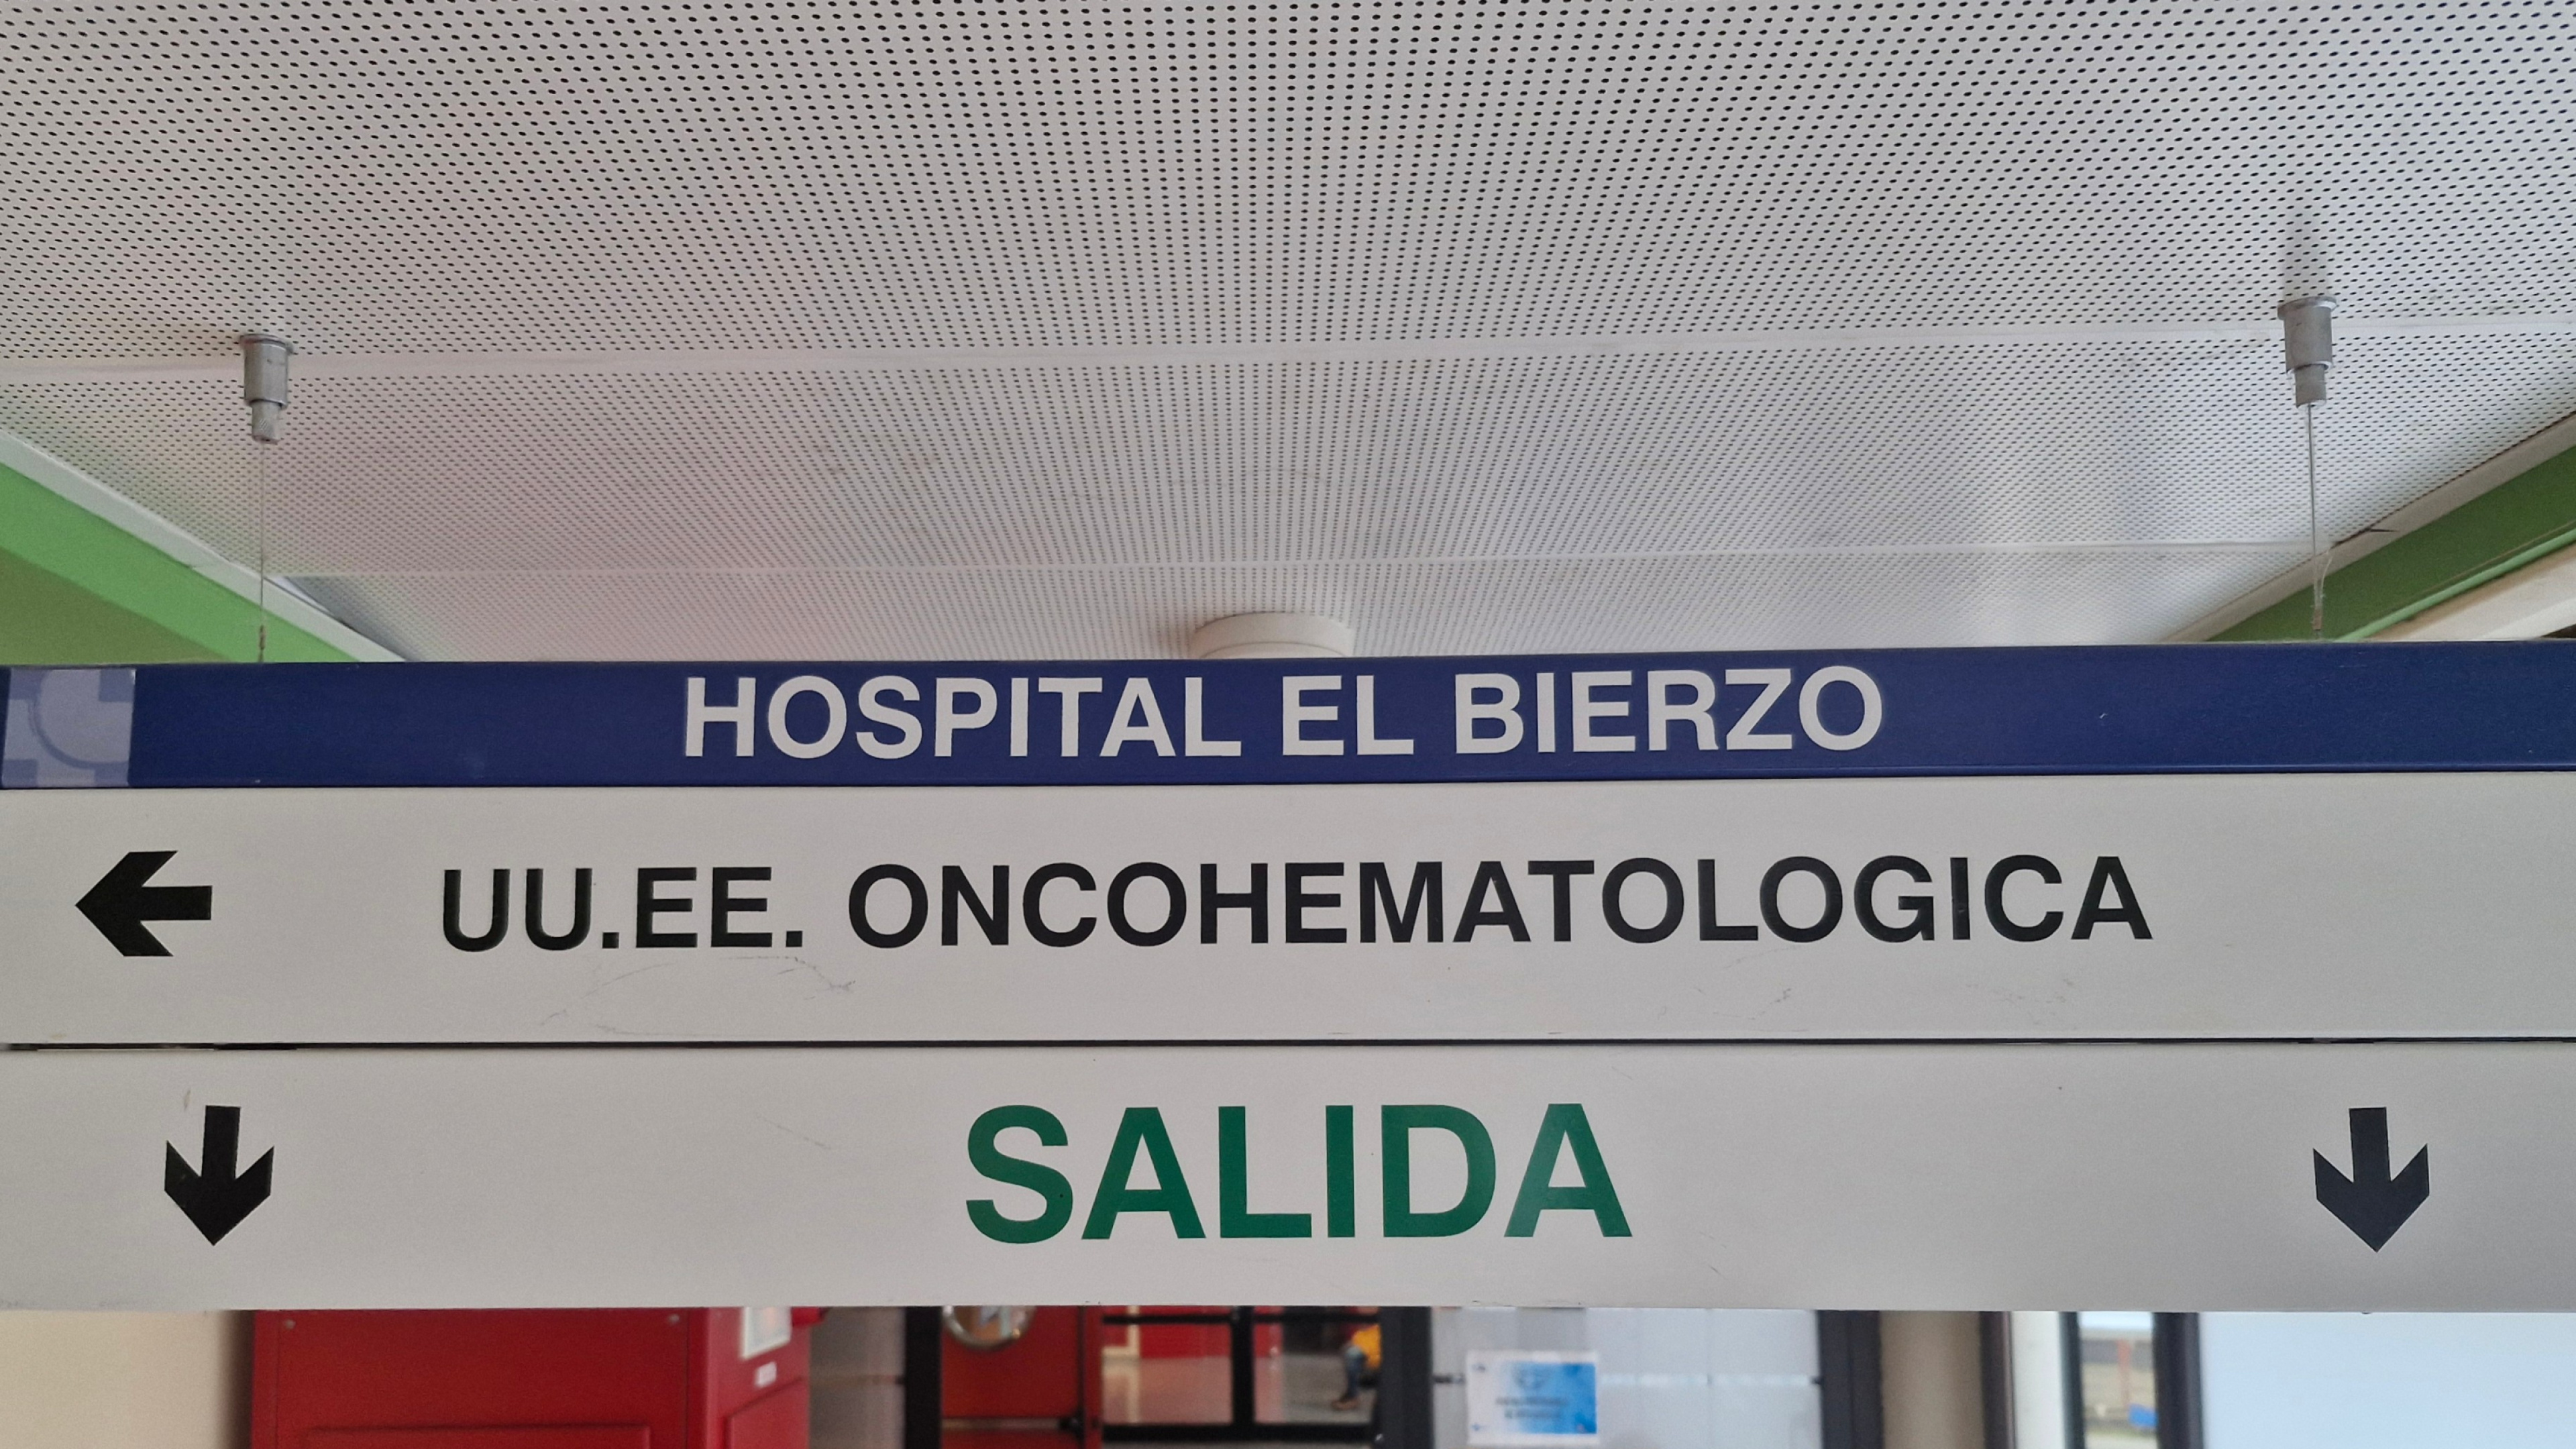 HOSPITAL EL BIERZO
UU.EE. ONCOHEMATOLOGICA
SALIDA